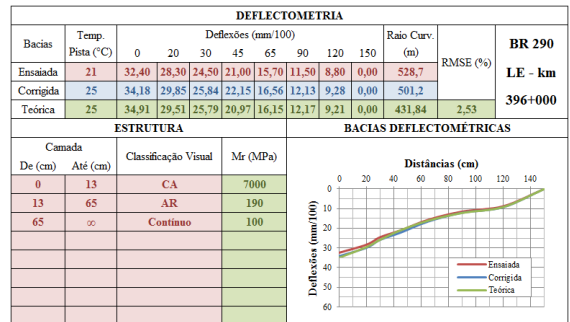 DEFLECTOMETRIA
Bacias Temp. Pista (°C) Deflexões (mm/100) Raio Curv. (m) RMSE (%) BR 290 LE - km 396+000
0 20 30 45 65 90 120 150
Ensaiada 21 32,40 28,30 24,50 21,00 15,70 11,50 8,80 0,00 528,7
Corrigida 25 34,18 29,85 25,84 22,15 16,56 12,13 9,28 0,00 501,2
Teórica 25 34,91 29,51 25,79 20,97 16,15 12,17 9,21 0,00 431,84 2,53
ESTRUTURA
Camada Classificação Visual Mr (MPa)
De (cm) Até (cm)
0 13 CA 7000
13 65 AR 190
65 ∞ Contínuo 100
BACIAS DEFLECTOMÉTRICAS
Distâncias (cm)
0 20 40 60 80 100 120 140
Deflexões (mm/100)
0
10
20
30
40
50
60
Ensaiada
Corrigida
Teórica